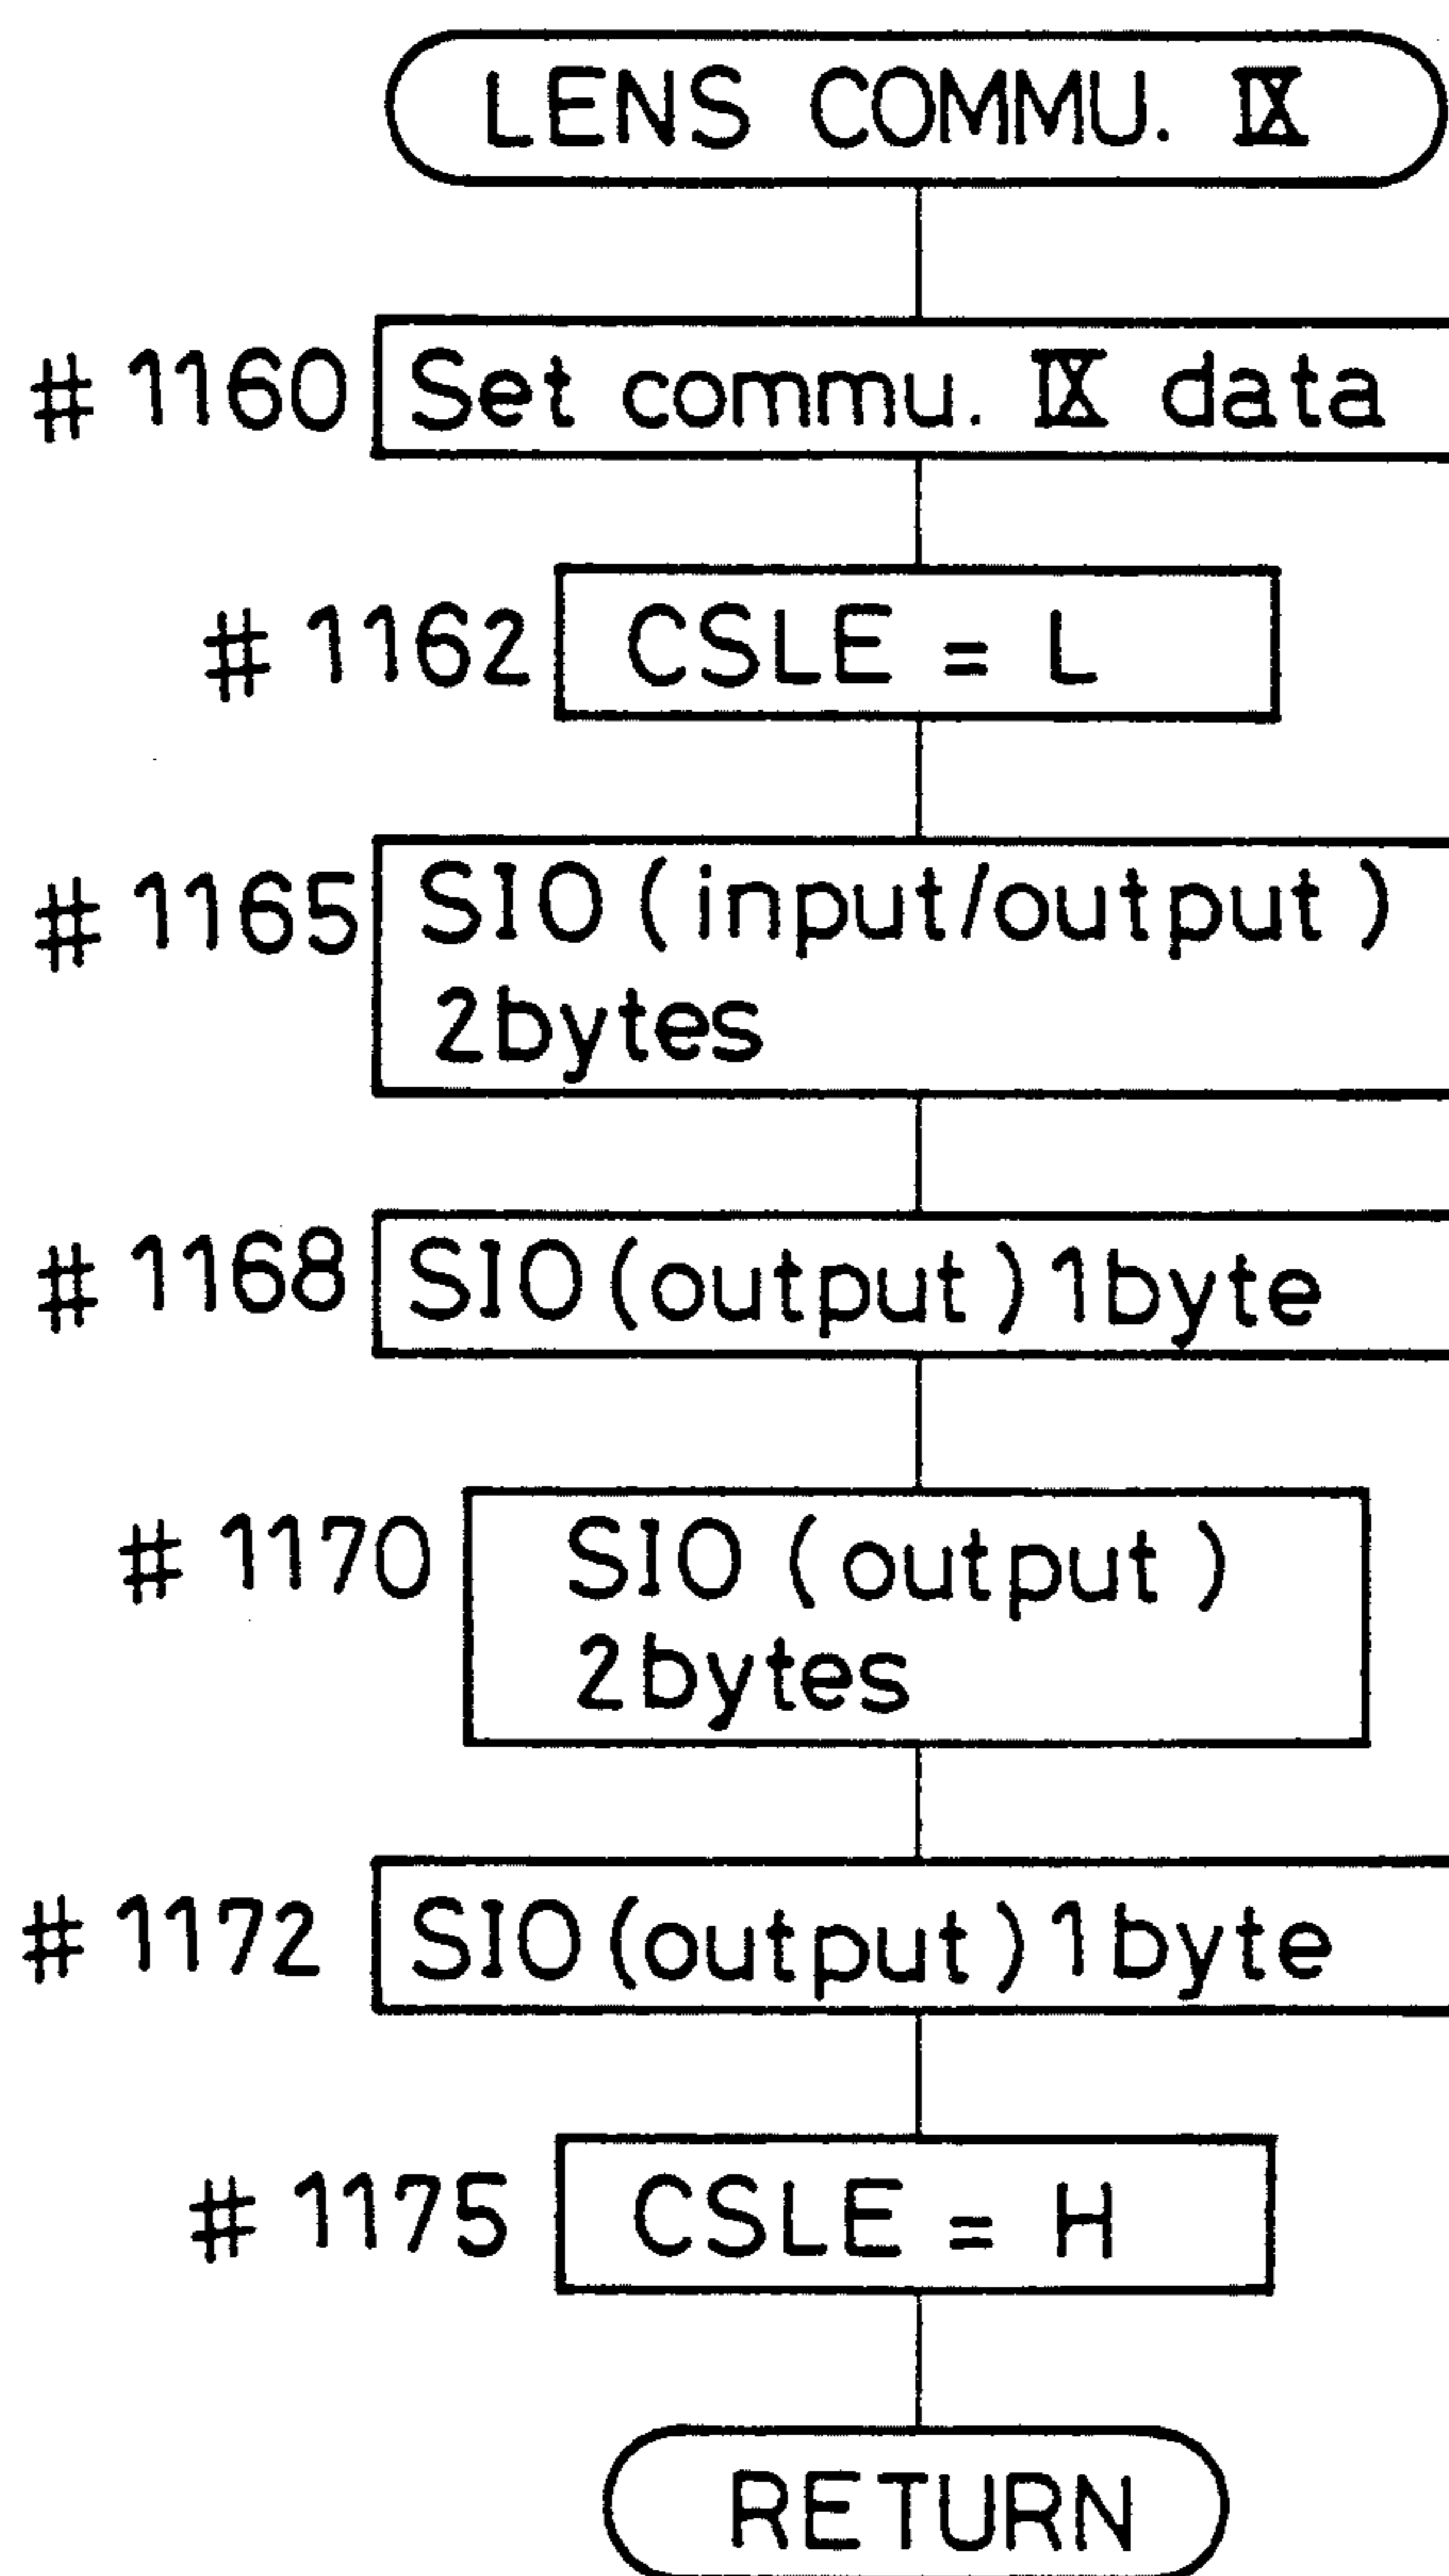 LENS COMMU. IX
# 1160 Set commu. IX data
# 1162 CSLE = L
# 1165 SIO (input/output)
2bytes
# 1168 SIO(output) 1byte
# 1170 SIO (output)
2bytes
# 1172 SIO(output) 1byte
# 1175 CSLE = H
RETURN